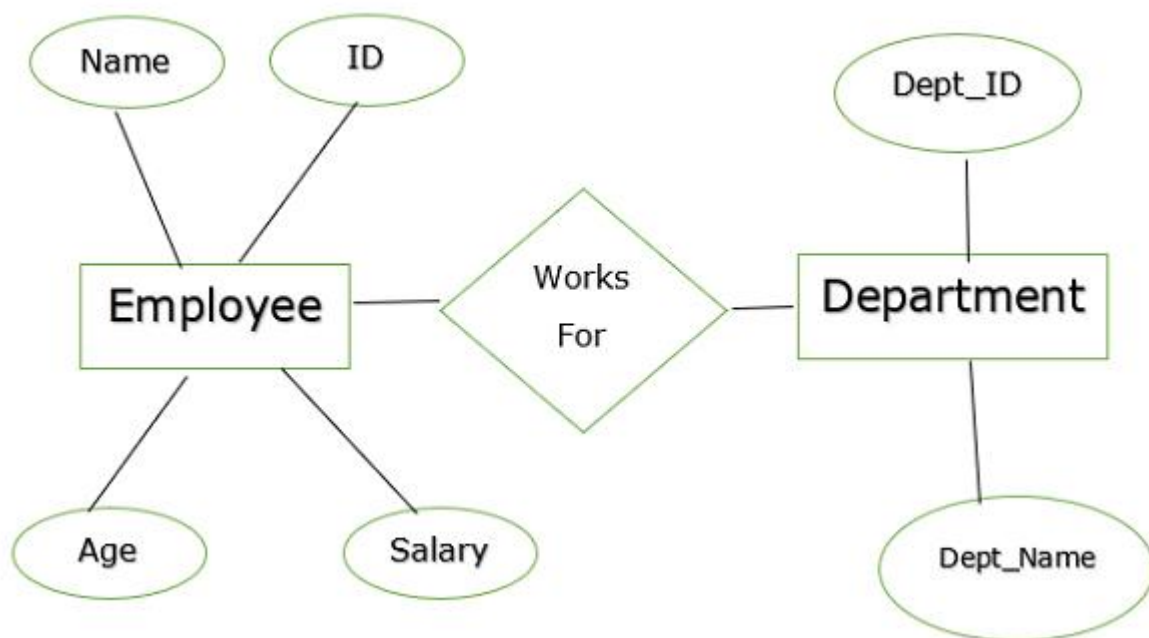 Name
ID
Dept_ID
Works
For
Employee
Department
Age
Salary
Dept_Name